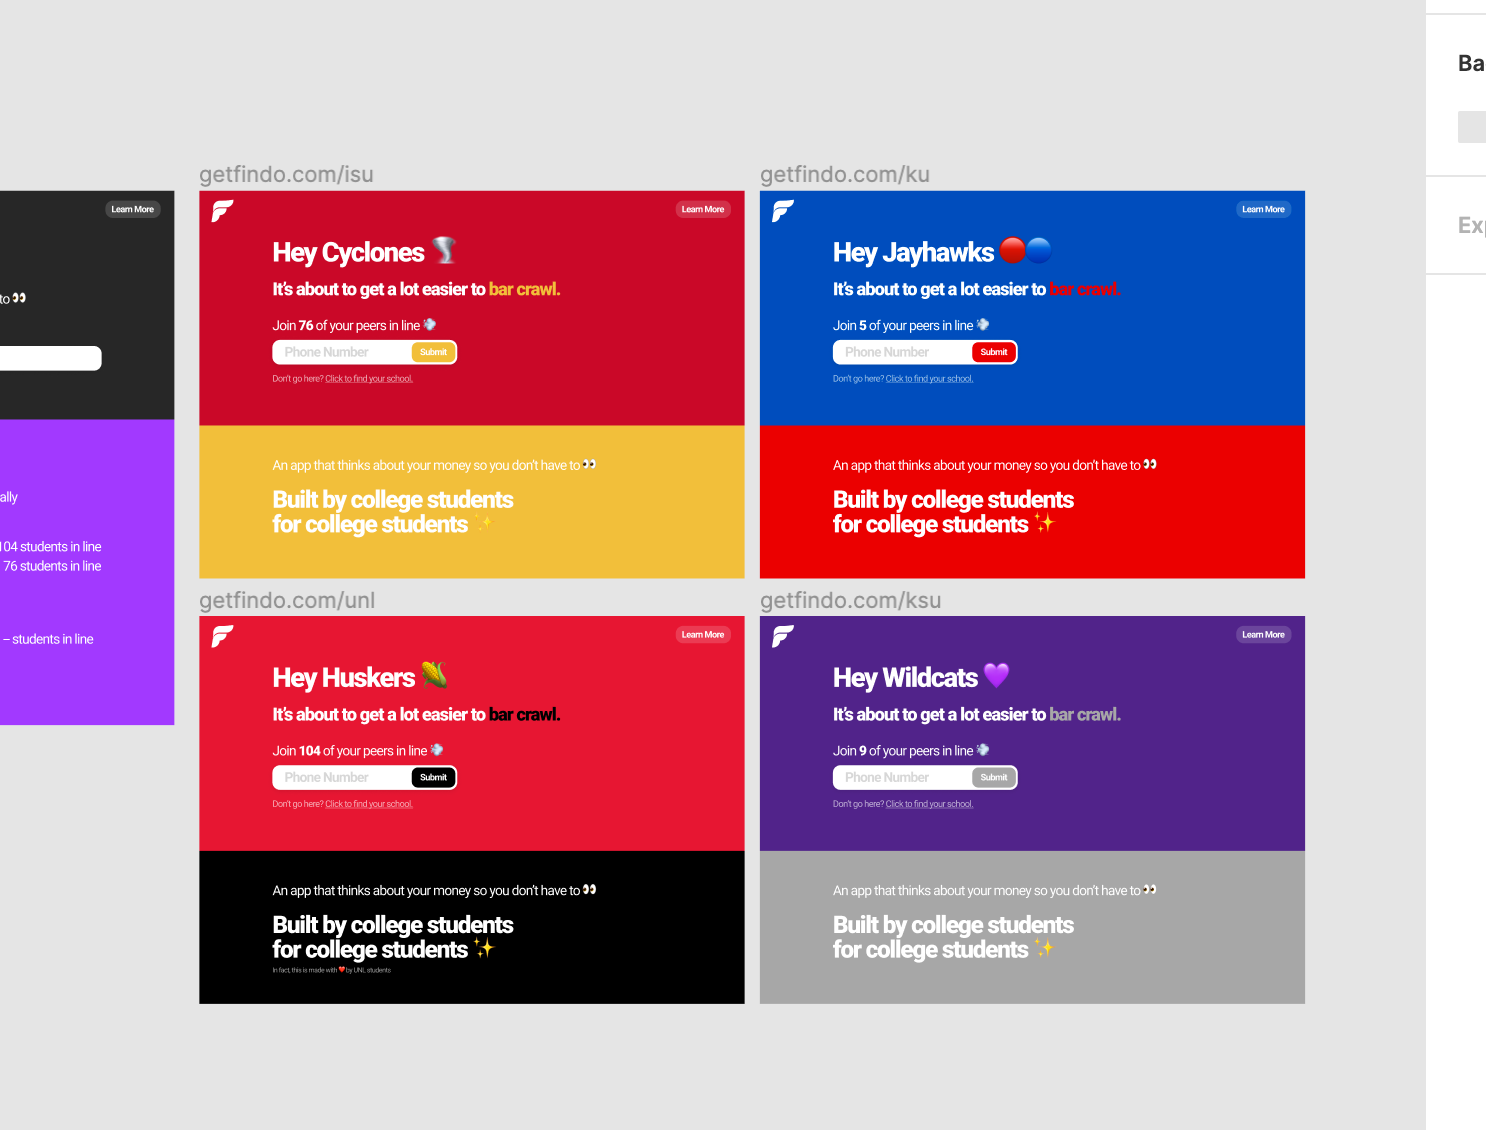 Learn More
to 👀
ally
104 students in line
76 students in line
– students in line
getfindo.com/isu
Learn More
Hey Cyclones 🌪
It's about to get a lot easier to bar crawl.
Join 76 of your peers in line 💨
Phone Number
Submit
Don't go here? Click to find your school.
An app that thinks about your money so you don't have to 👀
Built by college students
for college students ✨
getfindo.com/ku
Learn More
Hey Jayhawks 🔴🔵
It's about to get a lot easier to bar crawl.
Join 5 of your peers in line 💨
Phone Number
Submit
Don't go here? Click to find your school.
An app that thinks about your money so you don't have to 👀
Built by college students
for college students ✨
getfindo.com/unl
Learn More
Hey Huskers 🌽
It's about to get a lot easier to bar crawl.
Join 104 of your peers in line 💨
Phone Number
Submit
Don't go here? Click to find your school.
An app that thinks about your money so you don't have to 👀
Built by college students
for college students ✨
In fact, this is made with ❤️ by UNL students
getfindo.com/ksu
Learn More
Hey Wildcats 💜
It's about to get a lot easier to bar crawl.
Join 9 of your peers in line 💨
Phone Number
Submit
Don't go here? Click to find your school.
An app that thinks about your money so you don't have to 👀
Built by college students
for college students ✨
Ba
Exp